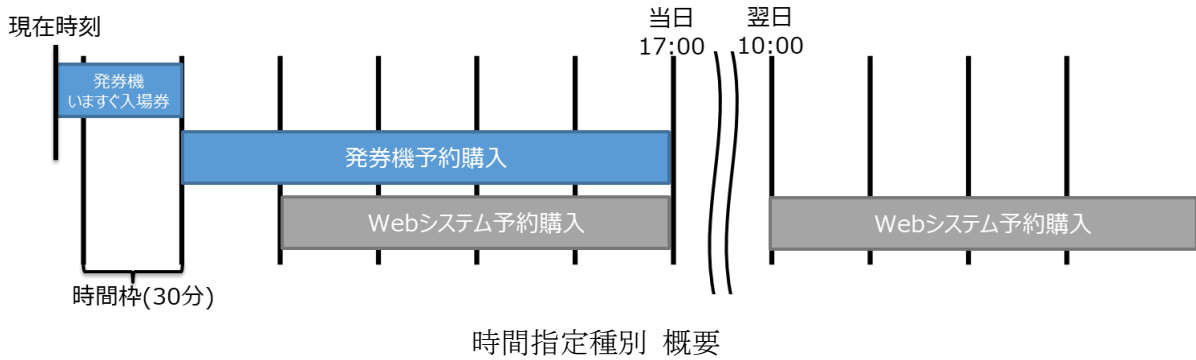 現在時刻
当日
17:00
翌日
10:00
発券機
いますぐ入場券
発券機予約購入
Webシステム予約購入
Webシステム予約購入
時間枠(30分)
時間指定種別 概要